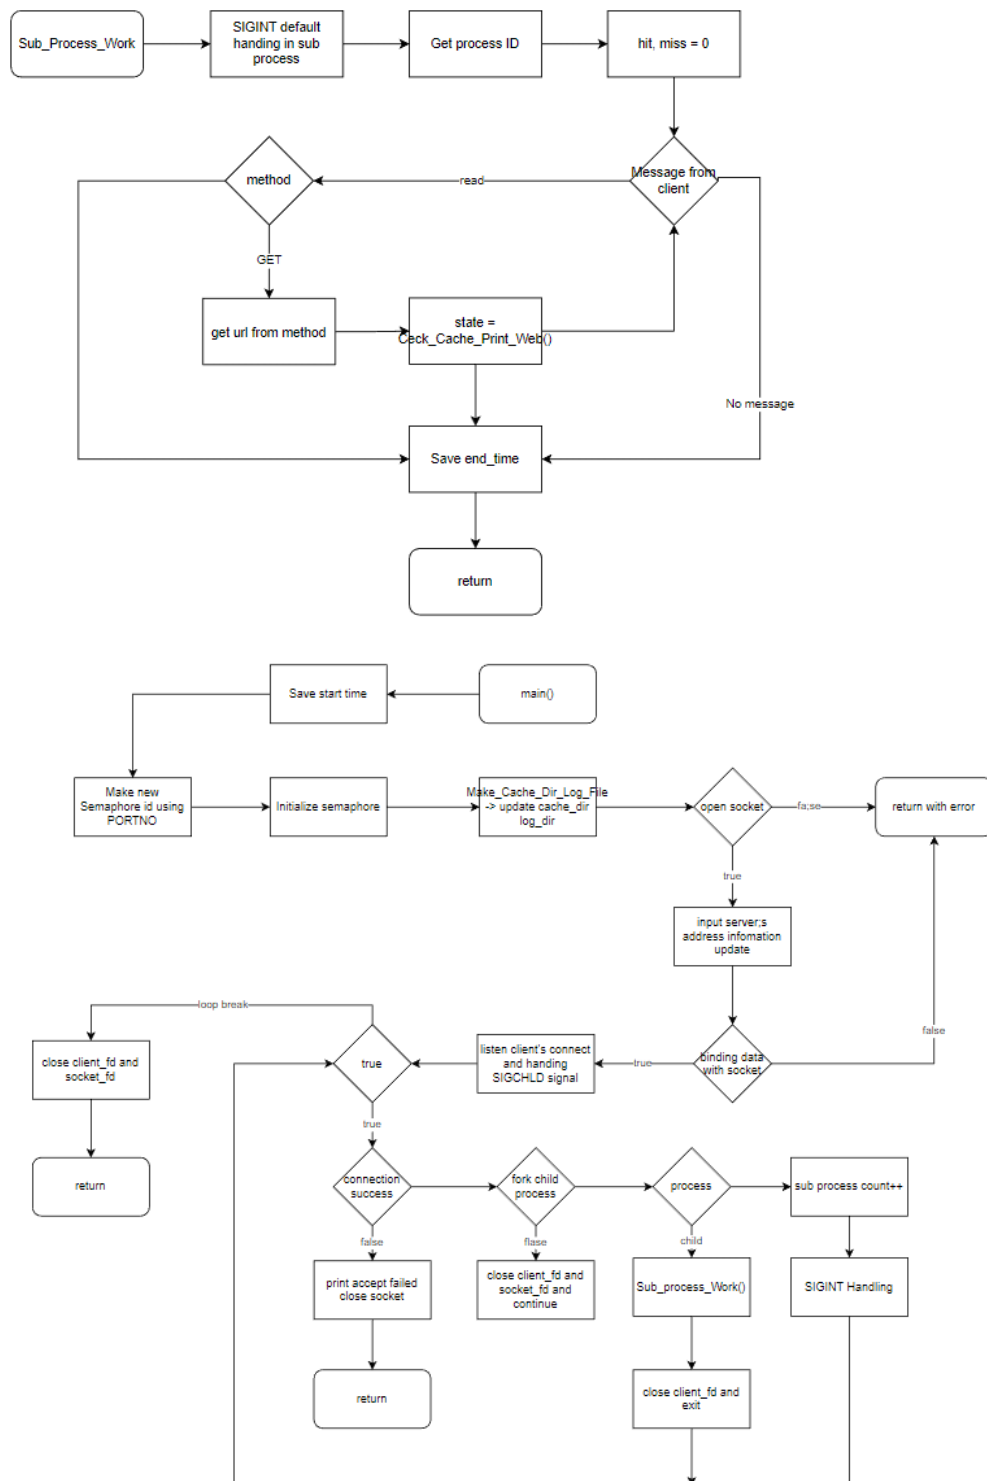 Sub_Process_Work
SIGINT default
handing in sub
process
Get process ID
hit, miss = 0
Message from
client
read
method
GET
get url from method
state =
Ceck_Cache_Print_Web()
No message
Save end_time
return
main()
Save start time
Make new
Semaphore id using
PORTNO
Initialize semaphore
Make_Cache_Dir_Log_File
-> update cache_dir
log_dir
open socket
fa;se
return with error
true
input server;s
address infomation
update
false
binding data
with socket
true
listen client's connect
and handing
SIGCHLD signal
true
loop break
close client_fd and
socket_fd
return
true
connection
success
fork child
process
process
sub process count++
false
flase
child
print accept failed
close socket
close client_fd and
socket_fd and
continue
Sub_process_Work()
SIGINT Handling
return
close client_fd and
exit